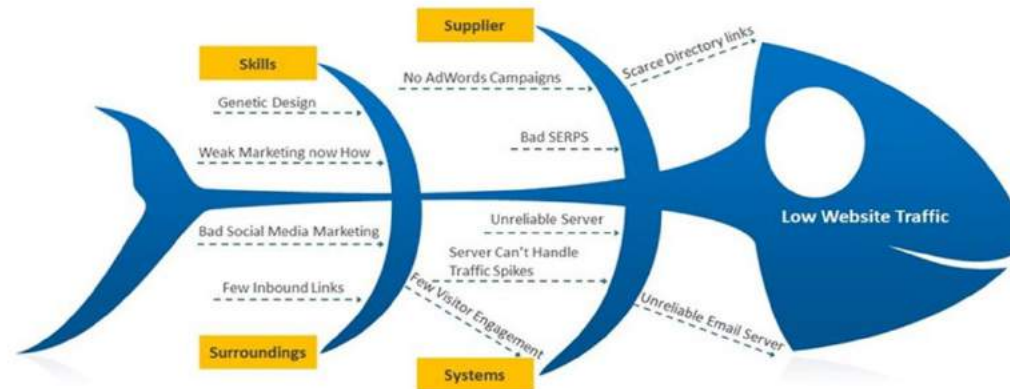 Supplier
Skills
Scarce Directory links
No AdWords Campaigns
Genetic Design
Bad SERPS
Weak Marketing now How
Low Website Traffic
Unreliable Server
Bad Social Media Marketing
Server Can't Handle
Traffic Spikes
Few Inbound Links
Few Visitor Engagement
Unreliable Email Server
Surroundings
Systems